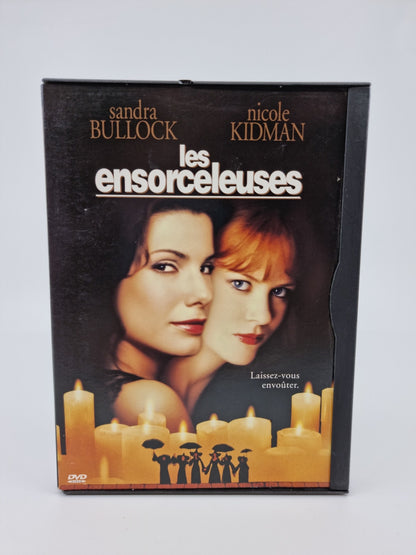 sandra
BULLOCK
nicole
KIDMAN
les
ensorceleuses
Laissez-vous
envoûter.
DVD